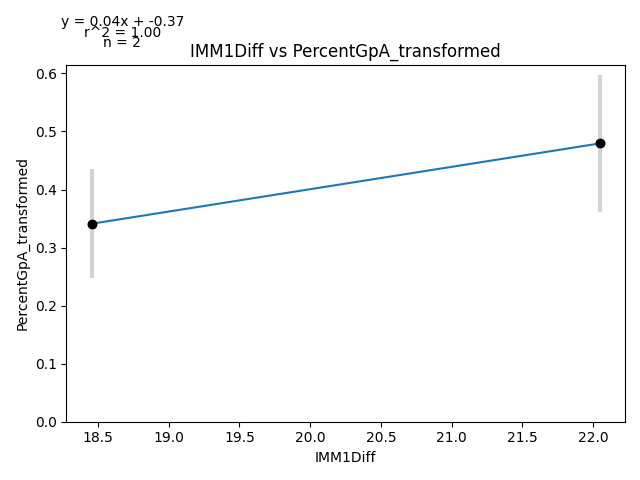 y = 0.04x + -0.37
r^2 = 1.00
n = 2
IMM1Diff vs PercentGpA_transformed
0.6
0.5
0.4
0.3
0.2
0.1
0.0
PercentGpA_transformed
18.5 19.0 19.5 20.0 20.5 21.0 21.5 22.0
IMM1Diff